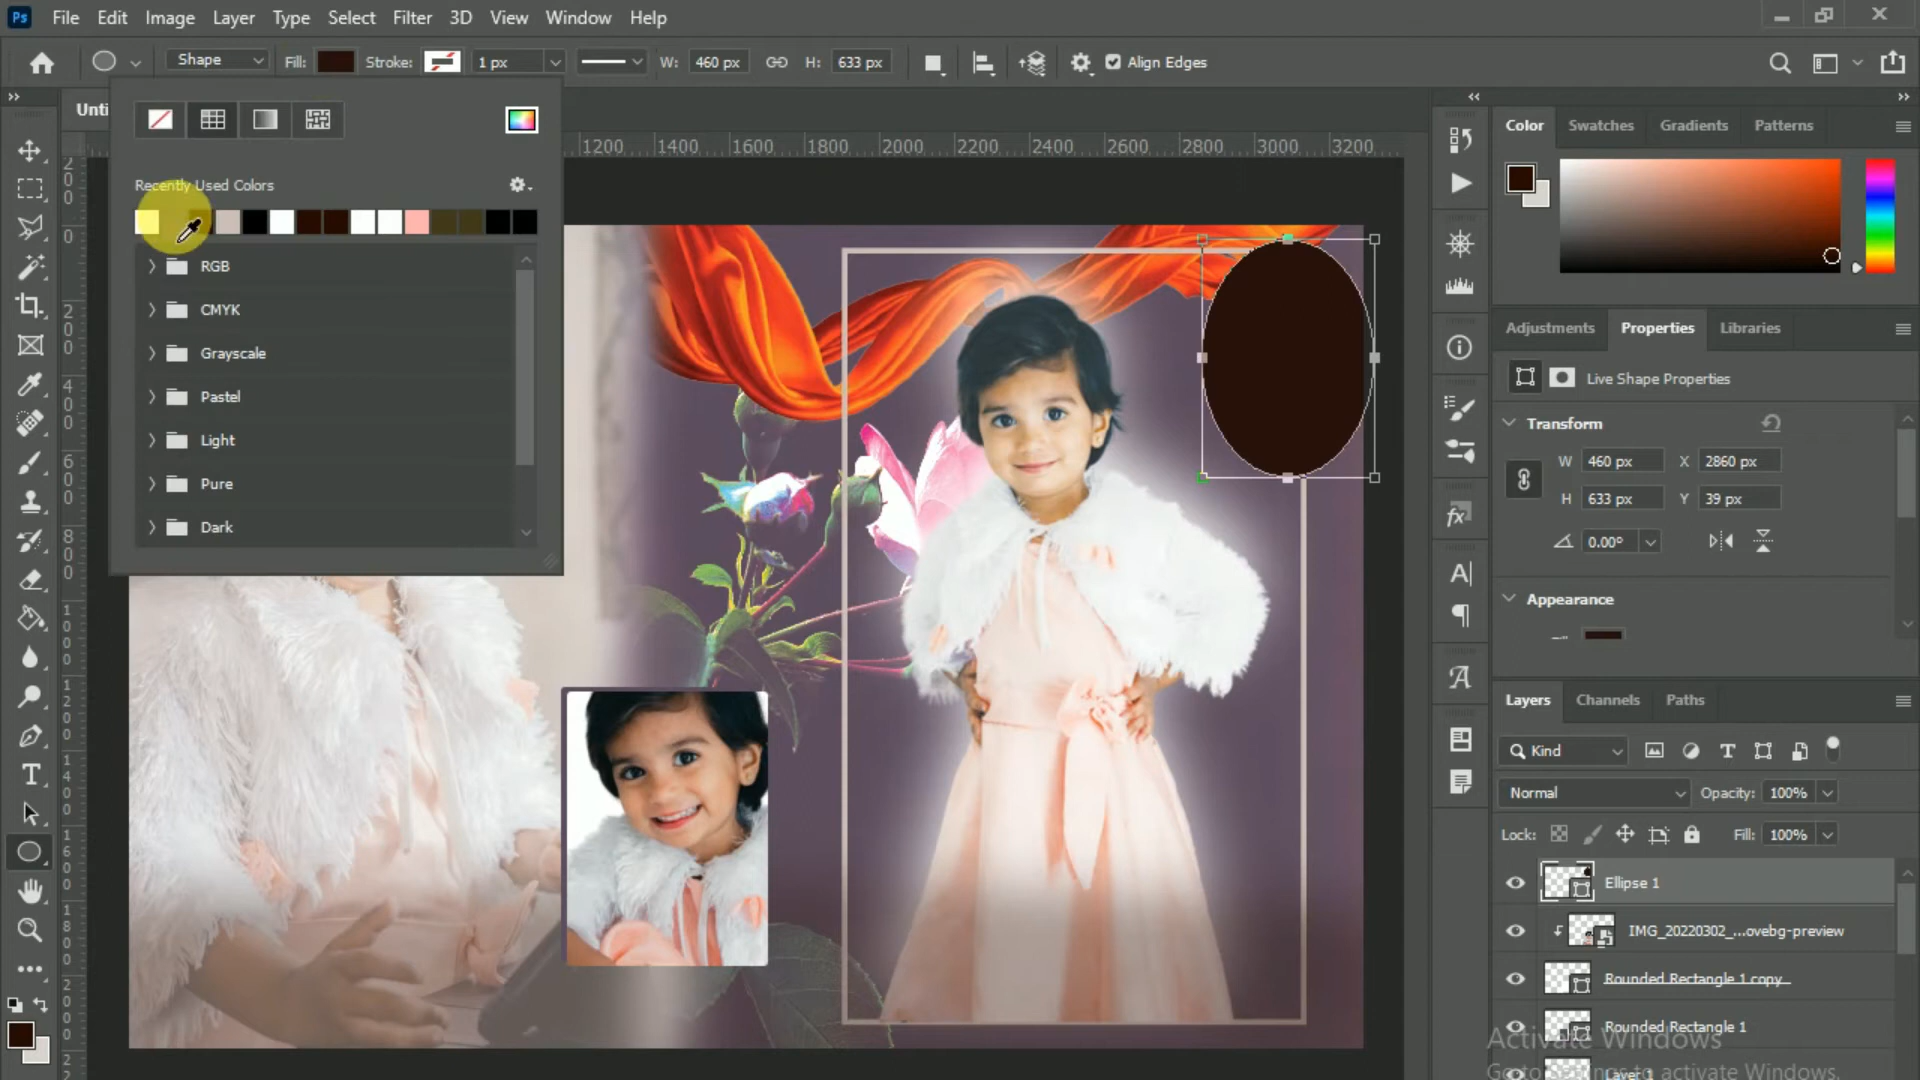 Ps File Edit Image Layer Type Select Filter 3D View Window Help
Shape Fill: Stroke: 1 px W: 460 px H: 633 px Align Edges
Unti
1200 1400 1600 1800 2000 2200 2400 2600 2800 3000 3200
Recently Used Colors
RGB
CMYK
Grayscale
Pastel
Light
Pure
Dark
Color Swatches Gradients Patterns
Adjustments Properties Libraries
Live Shape Properties
Transform
W 460 px X 2860 px
H 633 px Y 39 px
0.00°
Appearance
Layers Channels Paths
Kind
Normal Opacity: 100%
Lock: Fill: 100%
Ellipse 1
IMG_20220302_...ovebg-preview
Rounded Rectangle 1 copy
Rounded Rectangle 1
Layer 1
Activate Windows
Go to Settings to activate Windows.